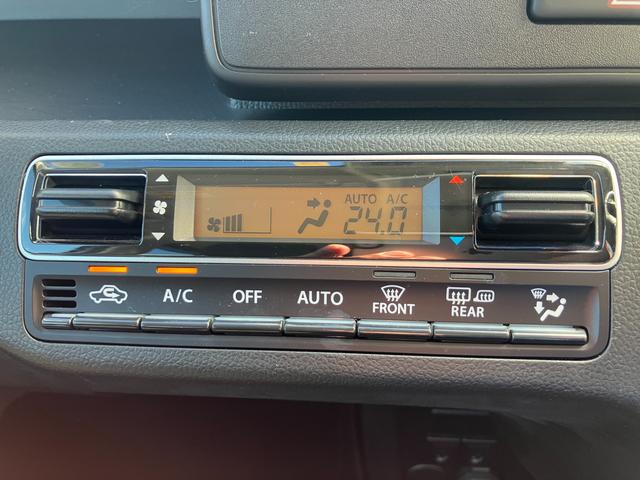 AUTO A/C
24.0
A/C
OFF
AUTO
FRONT
REAR